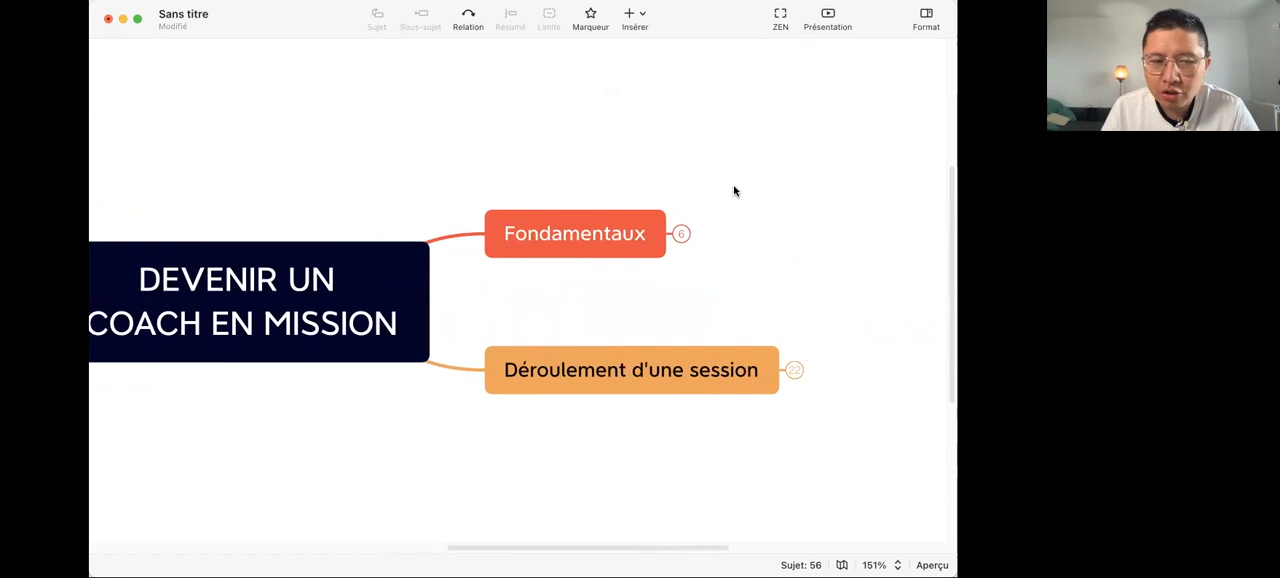 Sans titre
Modifié
Sujet
Sous-sujet
Relation
Résumé
Limite
Marqueur
Insérer
ZEN
Présentation
Format
Fondamentaux
6
DEVENIR UN
COACH EN MISSION
Déroulement d'une session
22
Sujet: 56
151%
Aperçu